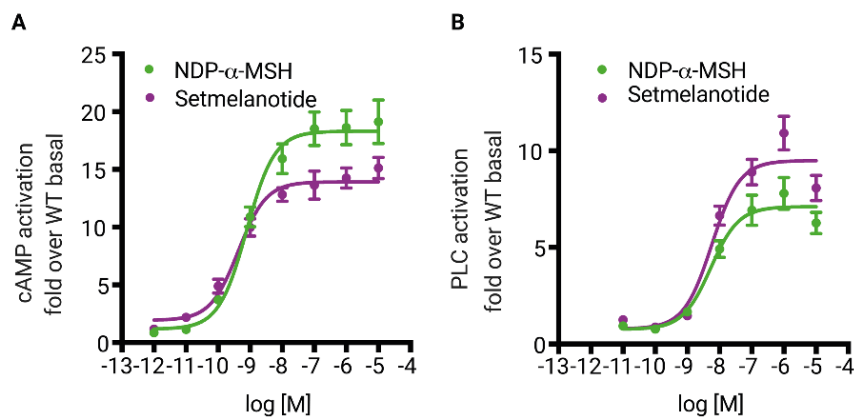 A
cAMP activation
fold over WT basal
25
20
15
10
5
0
NDP-α-MSH
Setmelanotide
-13 -12 -11 -10 -9 -8 -7 -6 -5 -4
log [M]
B
PLC activation
fold over WT basal
15
10
5
0
NDP-α-MSH
Setmelanotide
-13 -12 -11 -10 -9 -8 -7 -6 -5 -4
log [M]